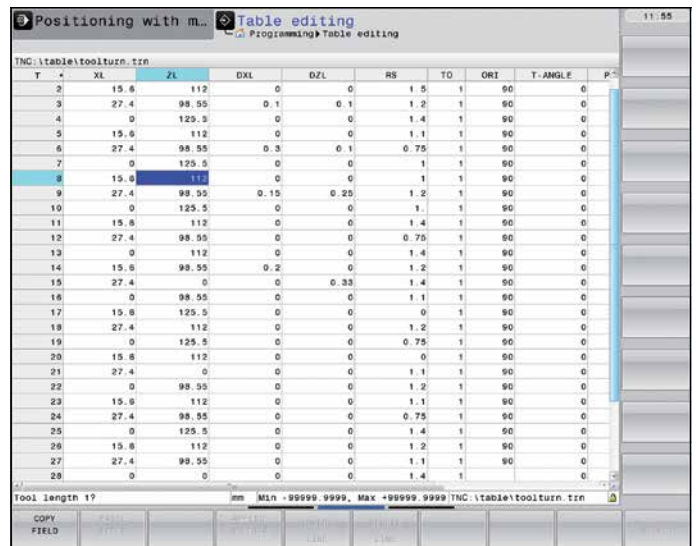 Positioning with m… Table editing 11:55
Programming Table editing
TNC:\table\toolturn.trn
T XL ZL DXL DZL RS TO ORI T-ANGLE P
2 15.6 112 0 0 1.5 1 90 0
3 27.4 98.55 0.1 0.1 1.2 1 90 0
4 0 125.5 0 0 1.4 1 90 0
5 15.6 112 0 0 1.1 1 90 0
6 27.4 98.55 0.3 0.1 0.75 1 90 0
7 0 125.5 0 0 1 1 90 0
8 15.6 112 0 0 1 1 90 0
9 27.4 98.55 0.15 0.25 1.2 1 90 0
10 0 125.5 0 0 1. 1 90 0
11 15.6 112 0 0 1.4 1 90 0
12 27.4 98.55 0 0 0.75 1 90 0
13 0 112 0 0 1.4 1 90 0
14 15.6 98.55 0.2 0 1.2 1 90 0
15 27.4 0 0 0.33 1.4 1 90 0
16 0 98.55 0 0 1.1 1 90 0
17 15.6 125.5 0 0 0 1 90 0
18 27.4 112 0 0 1.2 1 90 0
19 0 125.5 0 0 0.75 1 90 0
20 15.6 112 0 0 0 1 90 0
21 27.4 0 0 0 1.1 1 90 0
22 0 98.55 0 0 1.2 1 90 0
23 15.6 112 0 0 1.1 1 90 0
24 27.4 98.55 0 0 0.75 1 90 0
25 0 125.5 0 0 1.4 1 90 0
26 15.6 112 0 0 1.2 1 90 0
27 27.4 98.55 0 0 1.1 1 90 0
28 0 0 0 0 1.4 1 0
Tool length 1? mm Min -99999.9999, Max +99999.9999 TNC:\table\toolturn.trn
COPY
FIELD